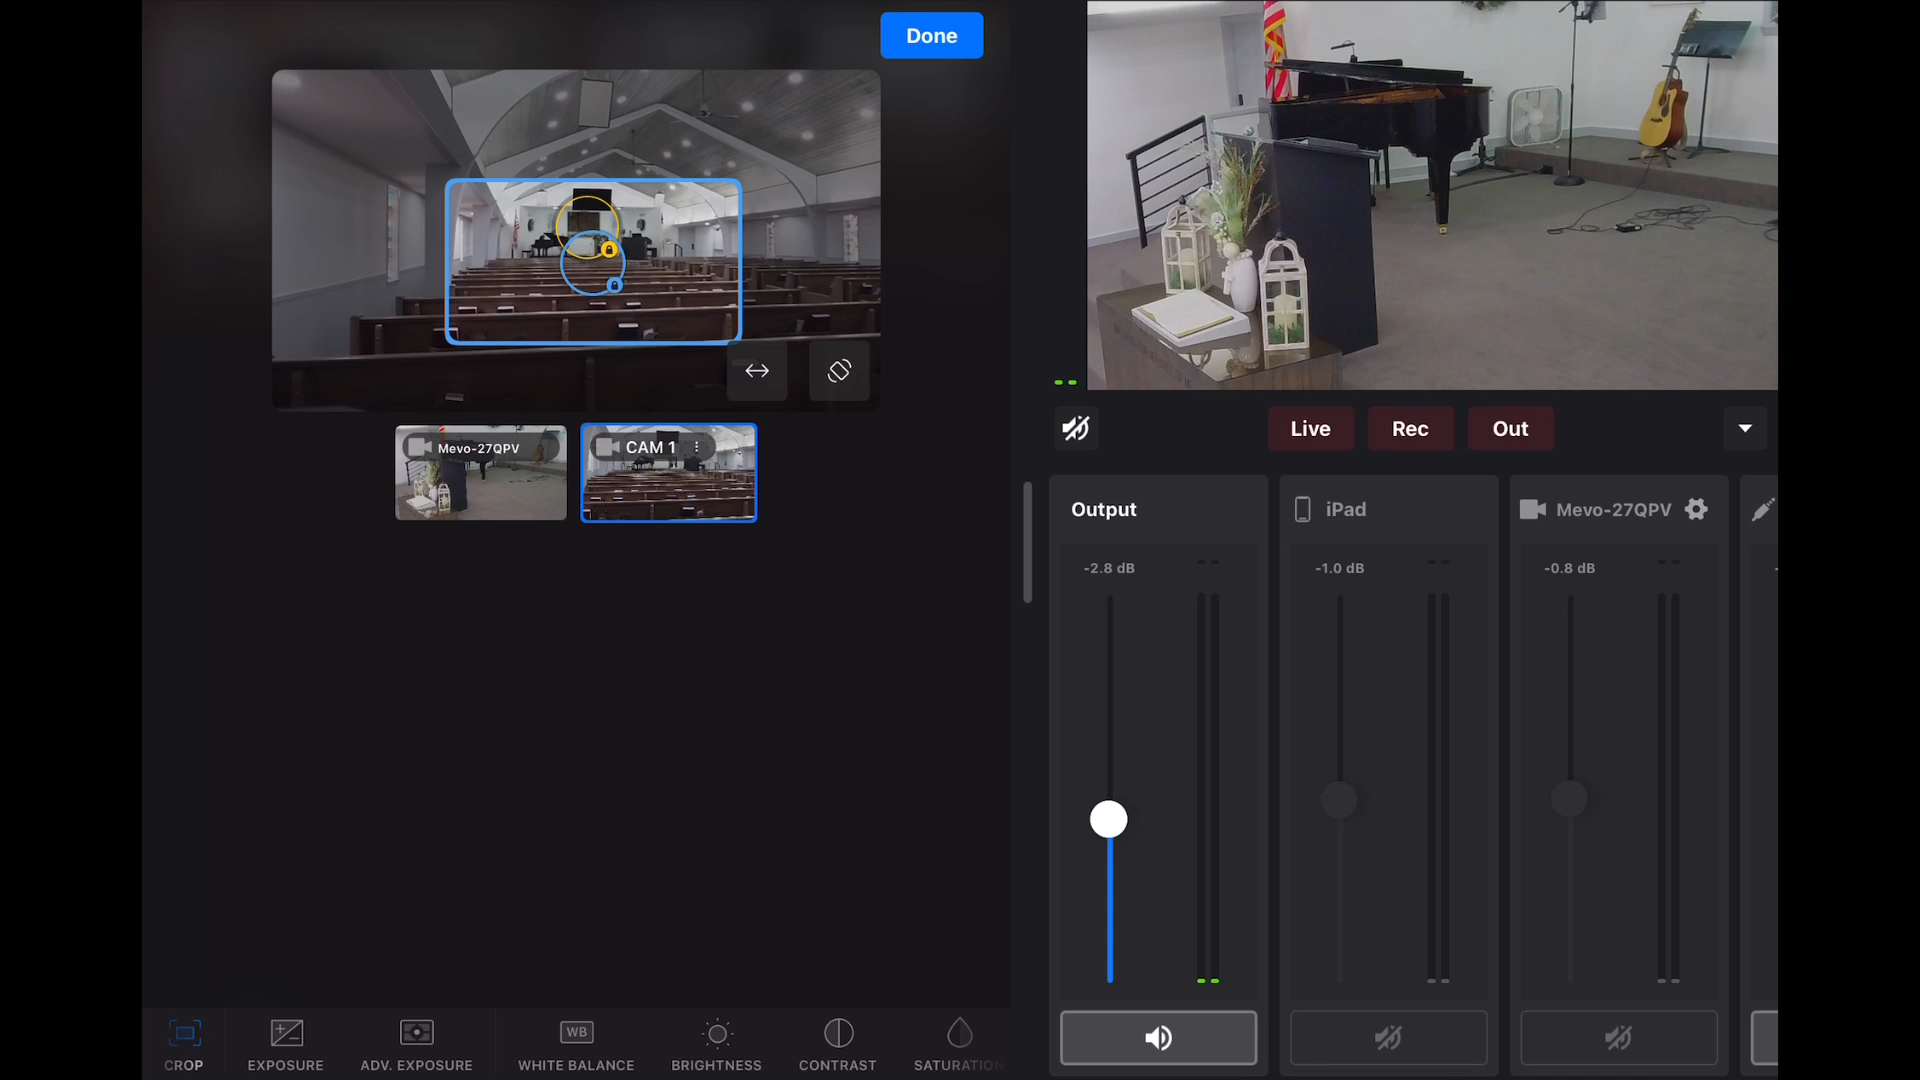 Done
Mevo-27QPV
CAM 1
Live
Rec
Out
Output
iPad
Mevo-27QPV
-2.8 dB
-1.0 dB
-0.8 dB
-
WB
CROP
EXPOSURE
ADV. EXPOSURE
WHITE BALANCE
BRIGHTNESS
CONTRAST
SATURATION